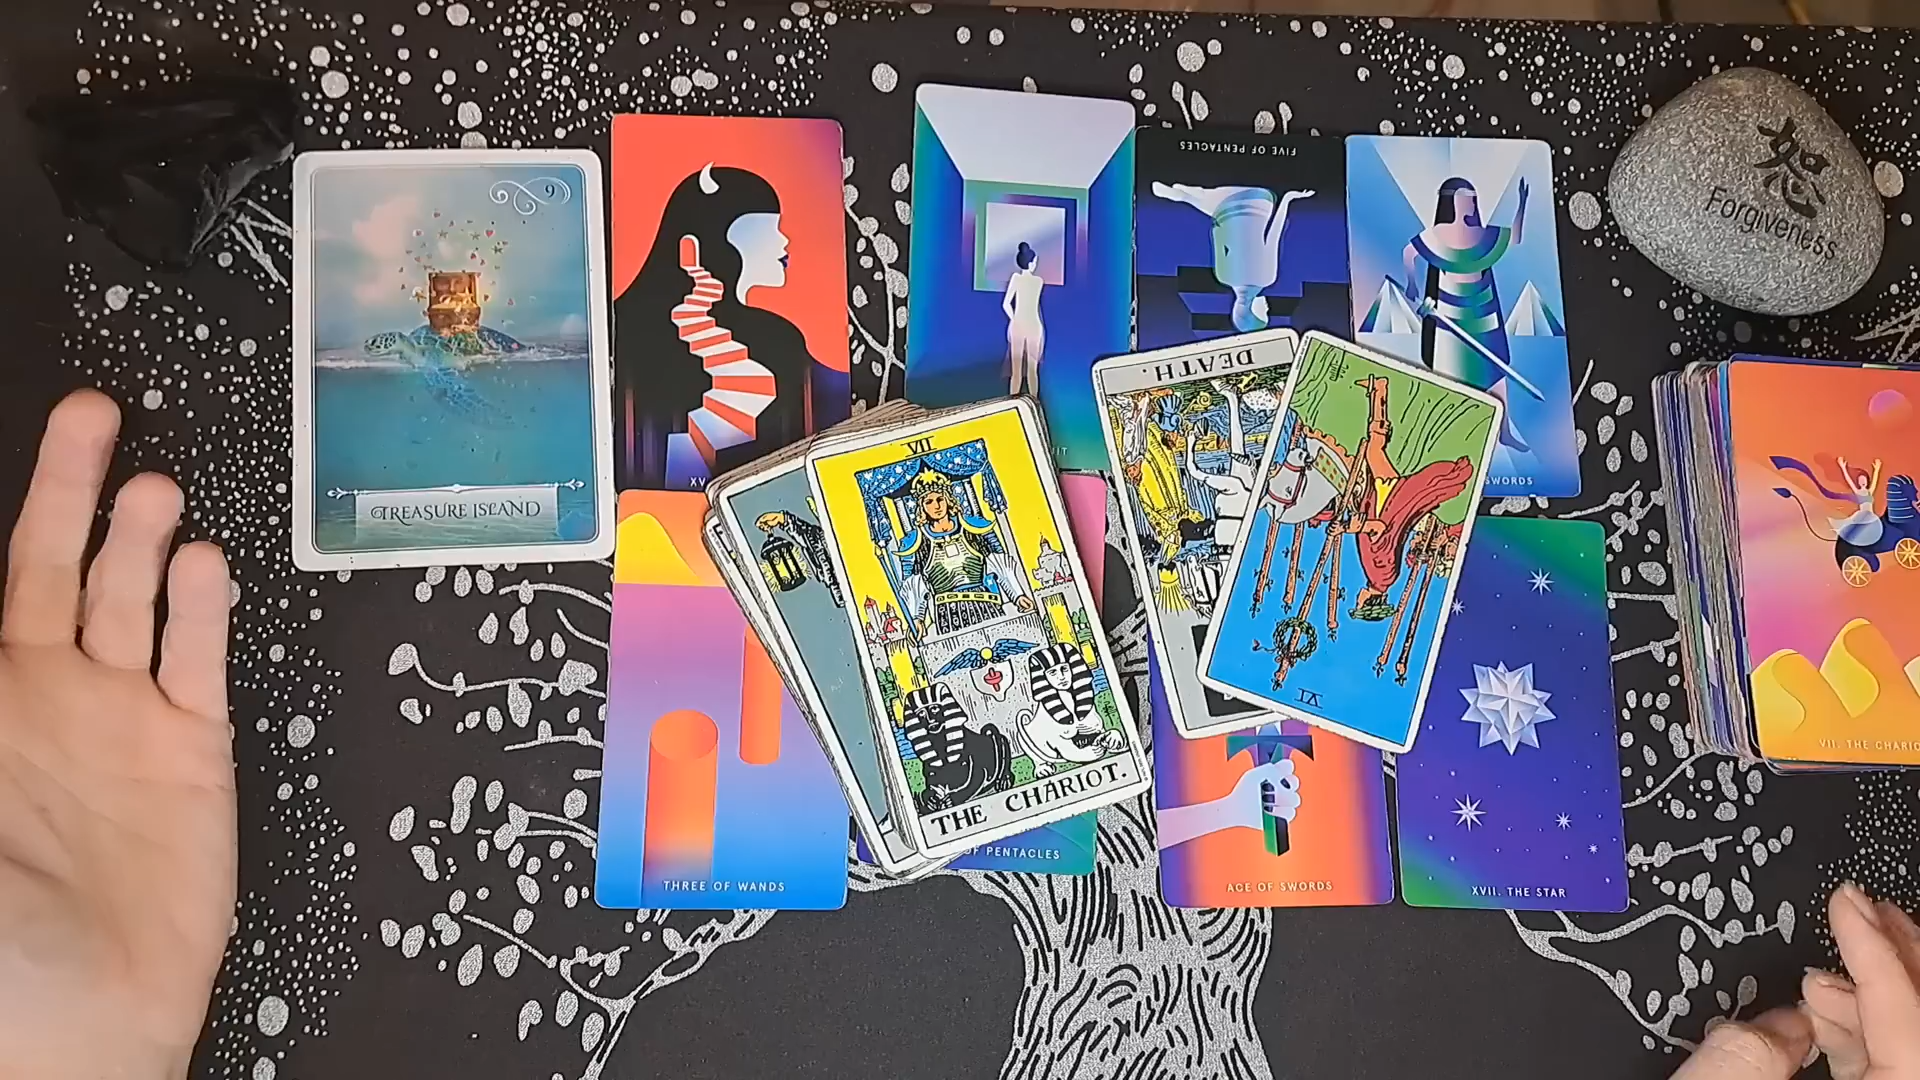 9
TREASURE ISLAND
XV
FIVE OF PENTACLES
SWORDS
恕
Forgiveness
DEATH.
VI
VII
THE CHARIOT.
THREE OF WANDS
OF PENTACLES
ACE OF SWORDS
XVII. THE STAR
VII. THE CHARIO